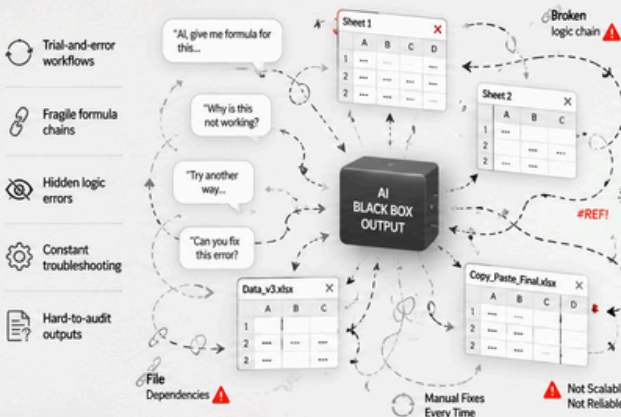 Trial-and-error
workflows
Fragile formula
chains
Hidden logic
errors
Constant
troubleshooting
Hard-to-audit
outputs
"AI, give me formula for
this...
"Why is this
not working?
"Try another
way...
"Can you fix
this error?
Sheet 1
A B C D
1
2
2
Broken
logic chain
Sheet 2
A B C
1
2
2
AI
BLACK BOX
OUTPUT
#REF!
Data_v3.xlsx
A B C
1
2
2
Copy_Paste_Final.xlsx
A B C D
1
2
2
File
Dependencies
Manual Fixes
Every Time
Not Scalable
Not Reliable